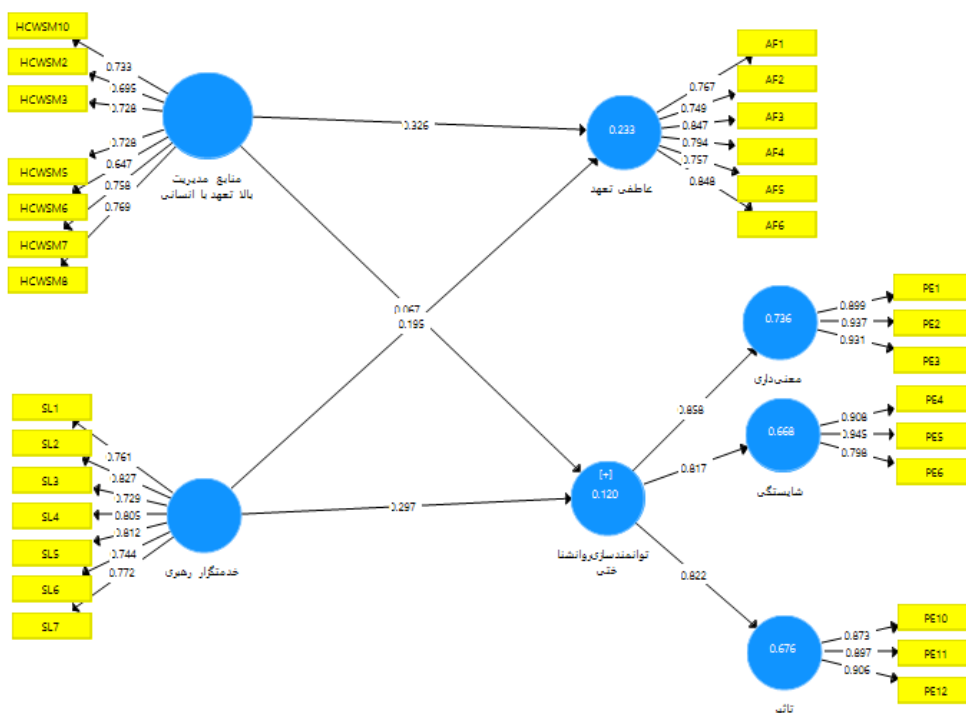 HCWSM10
HCWSM2
HCWSM3
HCWSM5
HCWSM6
HCWSM7
HCWSM8
0.733
0.695
0.728
0.728
0.647
0.758
0.769
منابع مدیریت
بالا تعهد با انسانی
0.326
0.067
0.195
0.233
عاطفی تعهد
0.767
0.749
0.847
0.794
0.757
0.848
AF1
AF2
AF3
AF4
AF5
AF6
SL1
SL2
SL3
SL4
SL5
SL6
SL7
0.761
0.827
0.729
0.805
0.812
0.744
0.772
خدمتگزار رهبری
0.297
[+]
0.120
توانمندسازی‌روانشنا
ختی
0.858
0.817
0.822
0.736
معنی‌داری
0.899
0.937
0.931
PE1
PE2
PE3
0.668
شایستگی
0.908
0.945
0.798
PE4
PE5
PE6
0.676
تاثیر
0.873
0.897
0.906
PE10
PE11
PE12